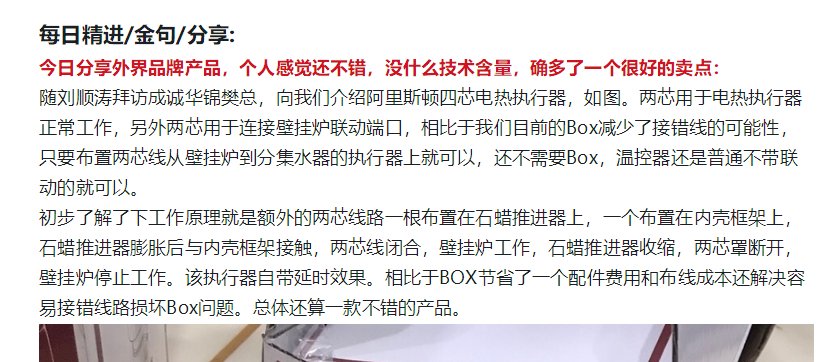 每日精进/金句/分享:
今日分享外界品牌产品，个人感觉还不错，没什么技术含量，确多了一个很好的卖点：
随刘顺涛拜访成诚华锦樊总，向我们介绍阿里斯顿四芯电热执行器，如图。两芯用于电热执行器
正常工作，另外两芯用于连接壁挂炉联动端口，相比于我们目前的Box减少了接错线的可能性，
只要布置两芯线从壁挂炉到分集水器的执行器上就可以，还不需要Box，温控器还是普通不带联
动的就可以。
初步了解了下工作原理就是额外的两芯线路一根布置在石蜡推进器上，一个布置在内壳框架上，
石蜡推进器膨胀后与内壳框架接触，两芯线闭合，壁挂炉工作，石蜡推进器收缩，两芯罩断开，
壁挂炉停止工作。该执行器自带延时效果。相比于BOX节省了一个配件费用和布线成本还解决容
易接错线路损坏Box问题。总体还算一款不错的产品。